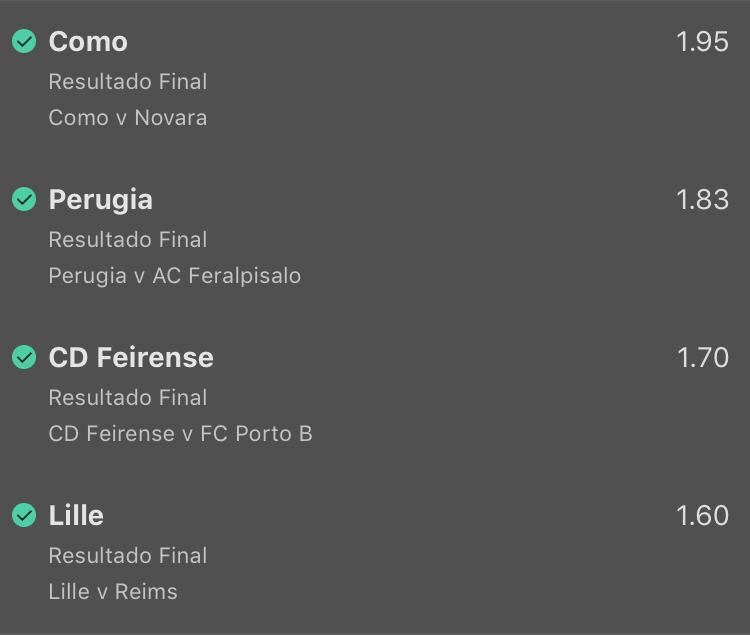 Como 1.95
Resultado Final
Como v Novara
Perugia 1.83
Resultado Final
Perugia v AC Feralpisalo
CD Feirense 1.70
Resultado Final
CD Feirense v FC Porto B
Lille 1.60
Resultado Final
Lille v Reims